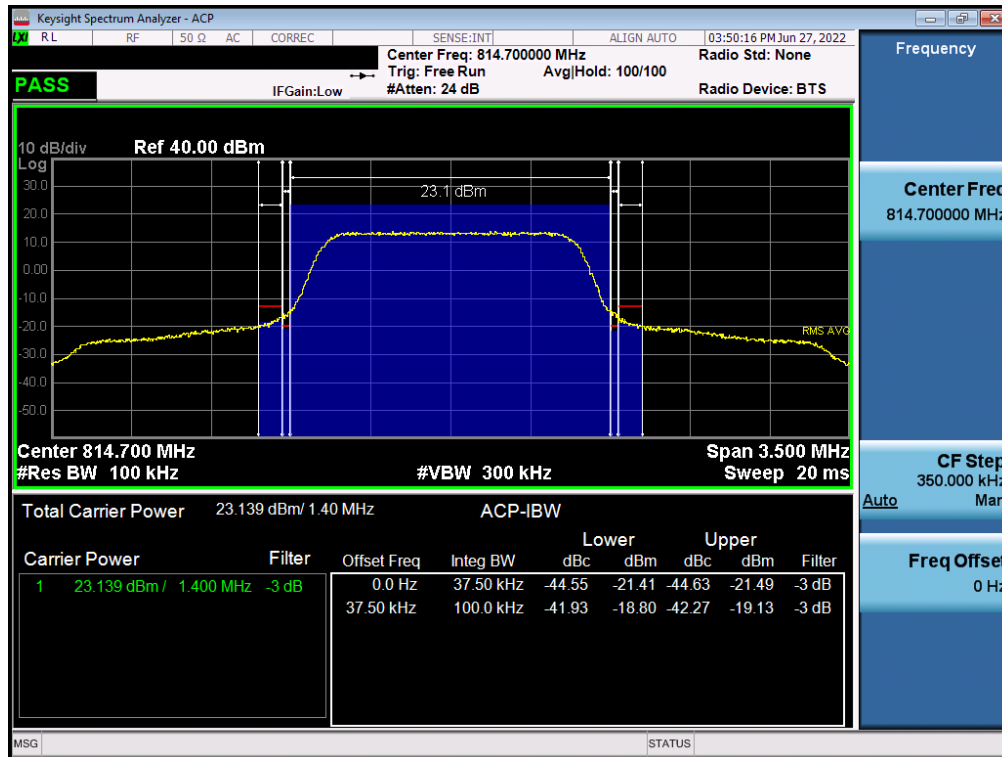 Keysight Spectrum Analyzer - ACP
LXI RL RF 50 Ω AC CORREC SENSE:INT ALIGN AUTO 03:50:16 PM Jun 27, 2022
Center Freq: 814.700000 MHz Radio Std: None
Trig: Free Run Avg|Hold: 100/100
PASS IFGain:Low #Atten: 24 dB Radio Device: BTS
10 dB/div Ref 40.00 dBm
Log
30.0
23.1 dBm
20.0
10.0
0.00
-10.0
-20.0
RMS AVG
-30.0
-40.0
-50.0
Center 814.700 MHz Span 3.500 MHz
#Res BW 100 kHz #VBW 300 kHz Sweep 20 ms
Total Carrier Power 23.139 dBm/ 1.40 MHz ACP-IBW
Lower Upper
Carrier Power Filter Offset Freq Integ BW dBc dBm dBc dBm Filter
1 23.139 dBm / 1.400 MHz -3 dB 0.0 Hz 37.50 kHz -44.55 -21.41 -44.63 -21.49 -3 dB
37.50 kHz 100.0 kHz -41.93 -18.80 -42.27 -19.13 -3 dB
MSG STATUS
Frequency
Center Freq
814.700000 MHz
CF Step
350.000 kHz
Auto Man
Freq Offset
0 Hz